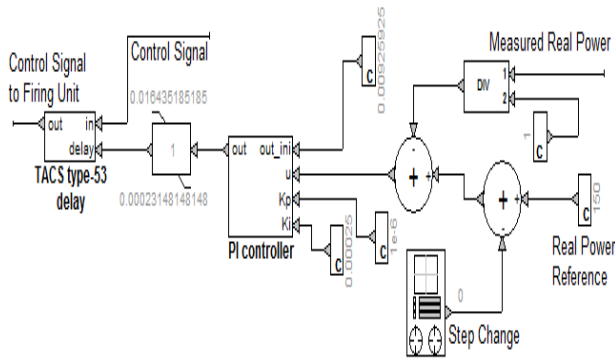 Control Signal
to Firing Unit
Control Signal
0.016435185185
out
in
delay
TACS type-53
delay
1
0.00023148148148
out
out_ini
u
Kp
Ki
PI controller
C
0.00925925
C
0.00025
C
1e-6
-
+
+
Measured Real Power
DIV
1
2
C
1
+
+
-
C
150
Real Power
Reference
0
Step Change